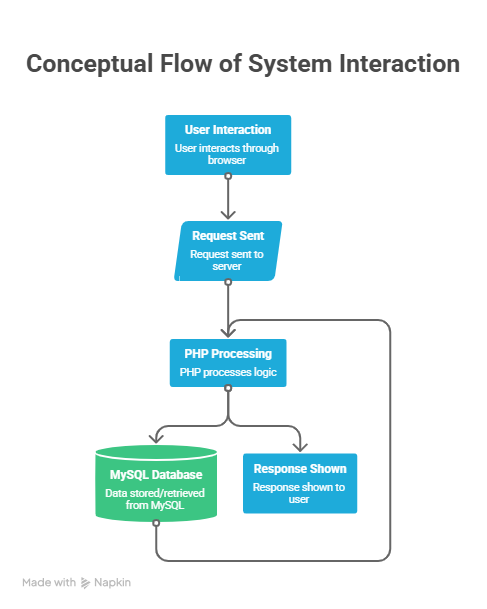 Conceptual Flow of System Interaction
User Interaction
User interacts through
browser
Request Sent
Request sent to
server
PHP Processing
PHP processes logic
MySQL Database
Data stored/retrieved
from MySQL
Response Shown
Response shown to
user
Made with Napkin